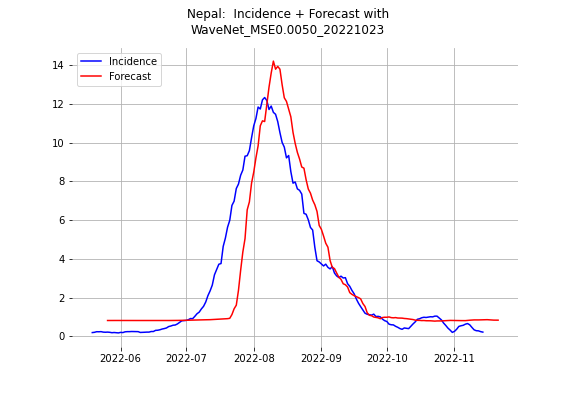 Nepal:  Incidence + Forecast with
WaveNet_MSE0.0050_20221023
Incidence
Forecast
14
12
10
8
6
4
2
0
2022-06 2022-07 2022-08 2022-09 2022-10 2022-11